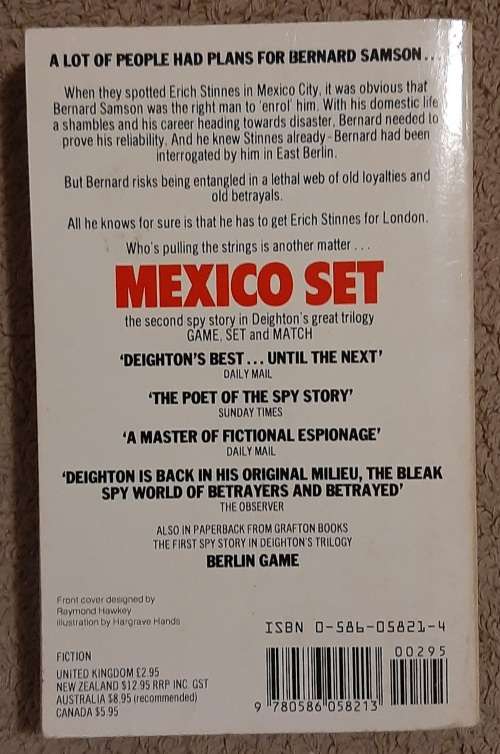 A LOT OF PEOPLE HAD PLANS FOR BERNARD SAMSON...
When they spotted Erich Stinnes in Mexico City, it was obvious that
Bernard Samson was the right man to 'enrol' him. With his domestic life
a shambles and his career heading towards disaster, Bernard needed to
prove his reliability. And he knew Stinnes already - Bernard had been
interrogated by him in East Berlin.
But Bernard risks being entangled in a lethal web of old loyalties and
old betrayals.
All he knows for sure is that he has to get Erich Stinnes for London.
Who's pulling the strings is another matter ...
MEXICO SET
the second spy story in Deighton's great trilogy
GAME, SET and MATCH
'DEIGHTON'S BEST... UNTIL THE NEXT'
DAILY MAIL
'THE POET OF THE SPY STORY'
SUNDAY TIMES
'A MASTER OF FICTIONAL ESPIONAGE'
DAILY MAIL
'DEIGHTON IS BACK IN HIS ORIGINAL MILIEU, THE BLEAK
SPY WORLD OF BETRAYERS AND BETRAYED'
THE OBSERVER
ALSO IN PAPERBACK FROM GRAFTON BOOKS
THE FIRST SPY STORY IN DEIGHTON'S TRILOGY
BERLIN GAME
Front cover designed by
Raymond Hawkey
illustration by Hargrave Hands
FICTION
UNITED KINGDOM £2.95
NEW ZEALAND $12.95 RRP INC. GST
AUSTRALIA $8.95 (recommended)
CANADA $5.95
ISBN 0-586-05821-4
00295
9 780586 058213